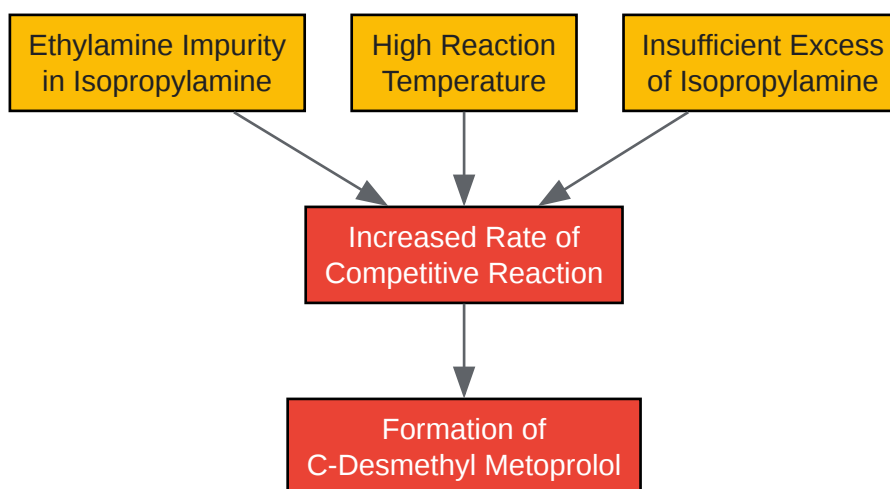 Ethylamine Impurity
in Isopropylamine
High Reaction
Temperature
Insufficient Excess
of Isopropylamine
Increased Rate of
Competitive Reaction
Formation of
C-Desmethyl Metoprolol